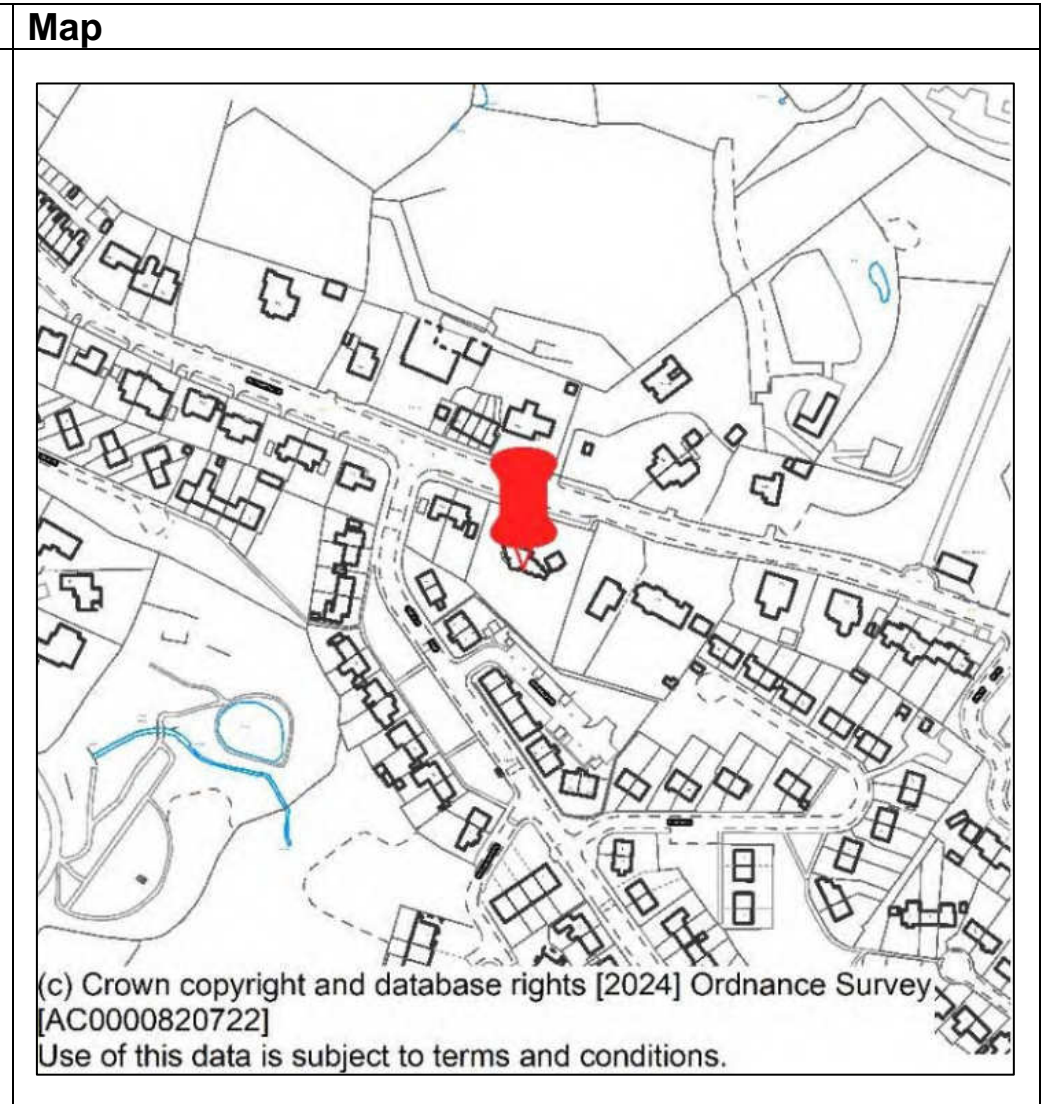 Map
(c) Crown copyright and database rights [2024] Ordnance Survey
[AC0000820722]
Use of this data is subject to terms and conditions.